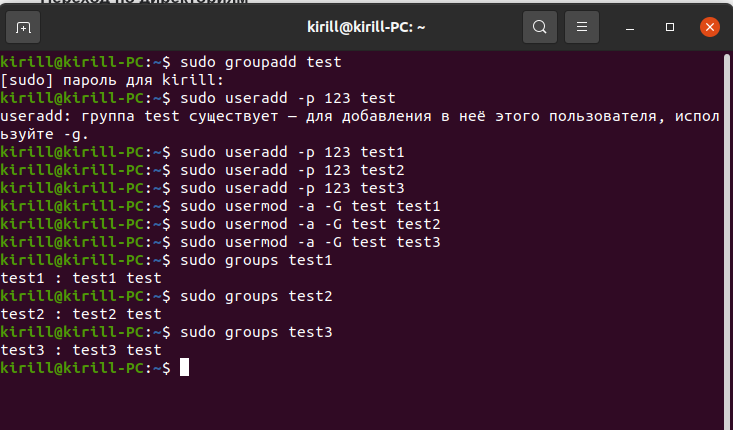 Переход по директориям
kirill@kirill-PC: ~
kirill@kirill-PC:~$ sudo groupadd test
[sudo] пароль для kirill:
kirill@kirill-PC:~$ sudo useradd -p 123 test
useradd: группа test существует — для добавления в неё этого пользователя, испол
ьзуйте -g.
kirill@kirill-PC:~$ sudo useradd -p 123 test1
kirill@kirill-PC:~$ sudo useradd -p 123 test2
kirill@kirill-PC:~$ sudo useradd -p 123 test3
kirill@kirill-PC:~$ sudo usermod -a -G test test1
kirill@kirill-PC:~$ sudo usermod -a -G test test2
kirill@kirill-PC:~$ sudo usermod -a -G test test3
kirill@kirill-PC:~$ sudo groups test1
test1 : test1 test
kirill@kirill-PC:~$ sudo groups test2
test2 : test2 test
kirill@kirill-PC:~$ sudo groups test3
test3 : test3 test
kirill@kirill-PC:~$